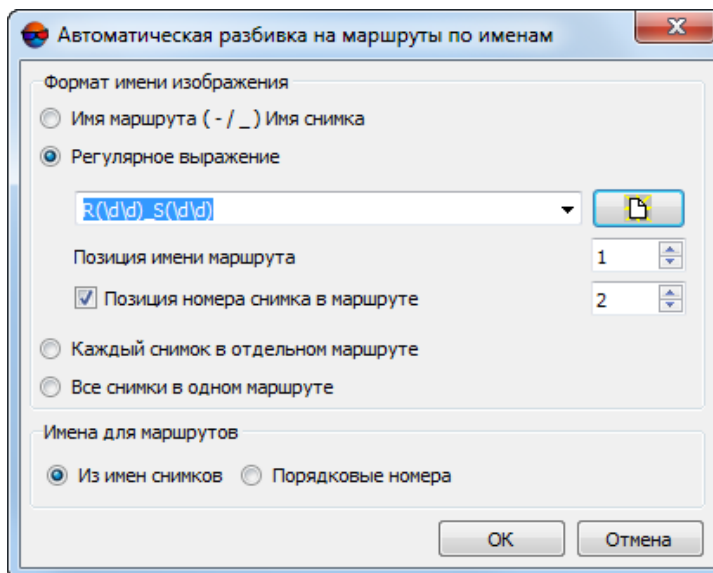 Автоматическая разбивка на маршруты по именам
Формат имени изображения
Имя маршрута ( - / _ ) Имя снимка
Регулярное выражение
R(\d\d)_S(\d\d)
Позиция имени маршрута 1
Позиция номера снимка в маршруте 2
Каждый снимок в отдельном маршруте
Все снимки в одном маршруте
Имена для маршрутов
Из имен снимков Порядковые номера
ОК Отмена